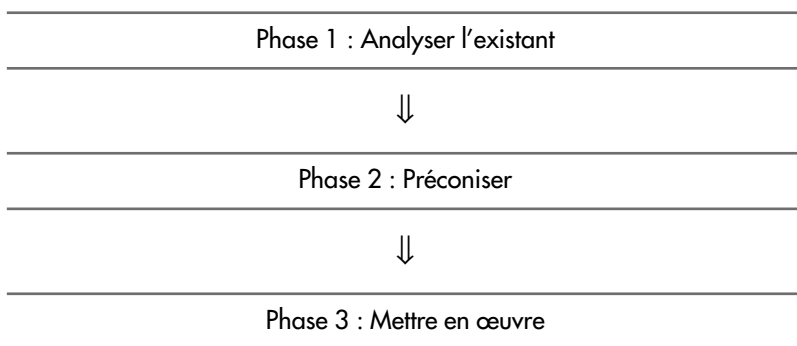 Phase 1 : Analyser l'existant
⇓
Phase 2 : Préconiser
⇓
Phase 3 : Mettre en œuvre